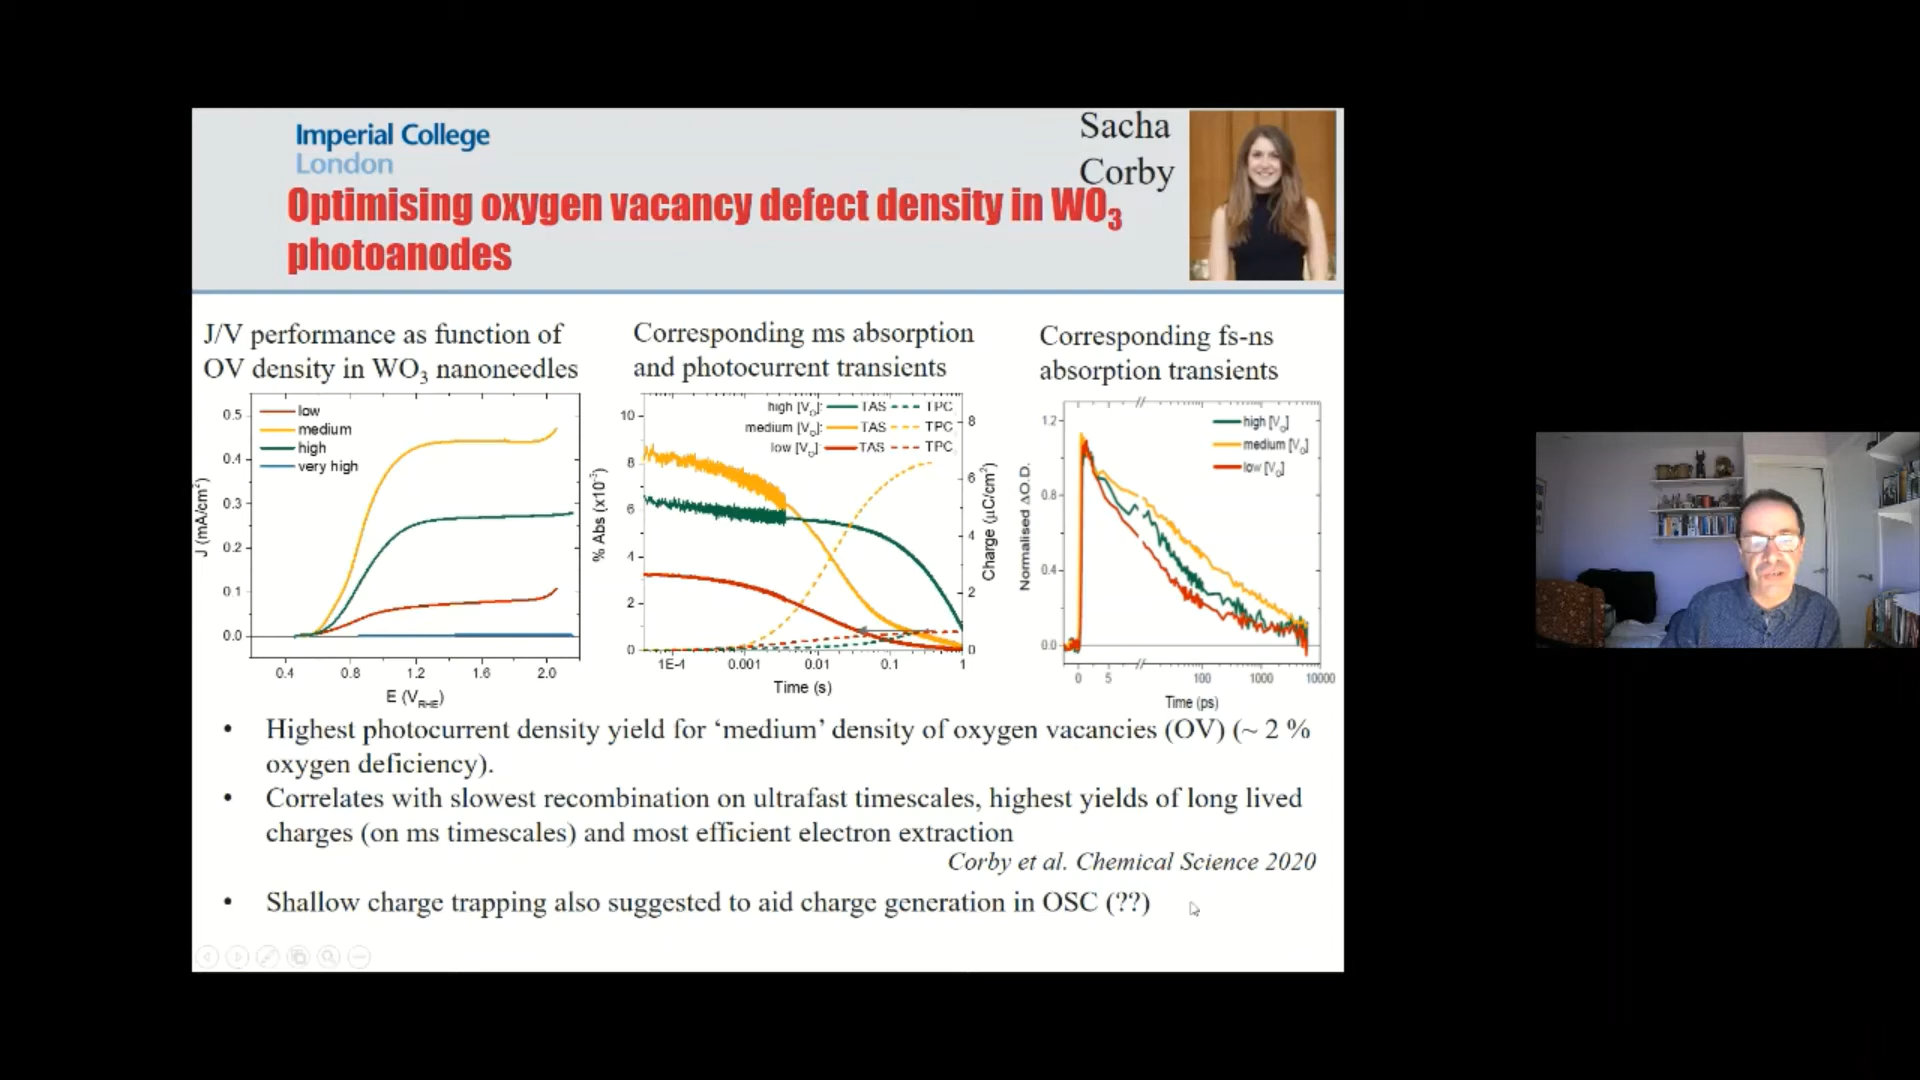 Imperial College
London
Sacha
Corby
Optimising oxygen vacancy defect density in WO₃
photoanodes
J/V performance as function of
OV density in WO₃ nanoneedles
low
medium
high
very high
0.5
0.4
0.3
0.2
0.1
0.0
J (mA/cm²)
0.4 0.8 1.2 1.6 2.0
E (V_RHE)
Corresponding ms absorption
and photocurrent transients
high [V_O]: TAS TPC
medium [V_O]: TAS TPC
low [V_O] TAS TPC
10
8
6
4
2
0
% Abs (x10⁻²)
8
6
4
2
0
Charge (µC/cm²)
1E-4 0.001 0.01 0.1 1
Time (s)
Corresponding fs-ns
absorption transients
high [V_O]
medium [V_O]
low [V_O]
1.2
0.8
0.4
0.0
Normalised ΔO.D.
0 5 100 1000 10000
Time (ps)
• Highest photocurrent density yield for ‘medium’ density of oxygen vacancies (OV) (~ 2 %
oxygen deficiency).
• Correlates with slowest recombination on ultrafast timescales, highest yields of long lived
charges (on ms timescales) and most efficient electron extraction
Corby et al. Chemical Science 2020
• Shallow charge trapping also suggested to aid charge generation in OSC (??)